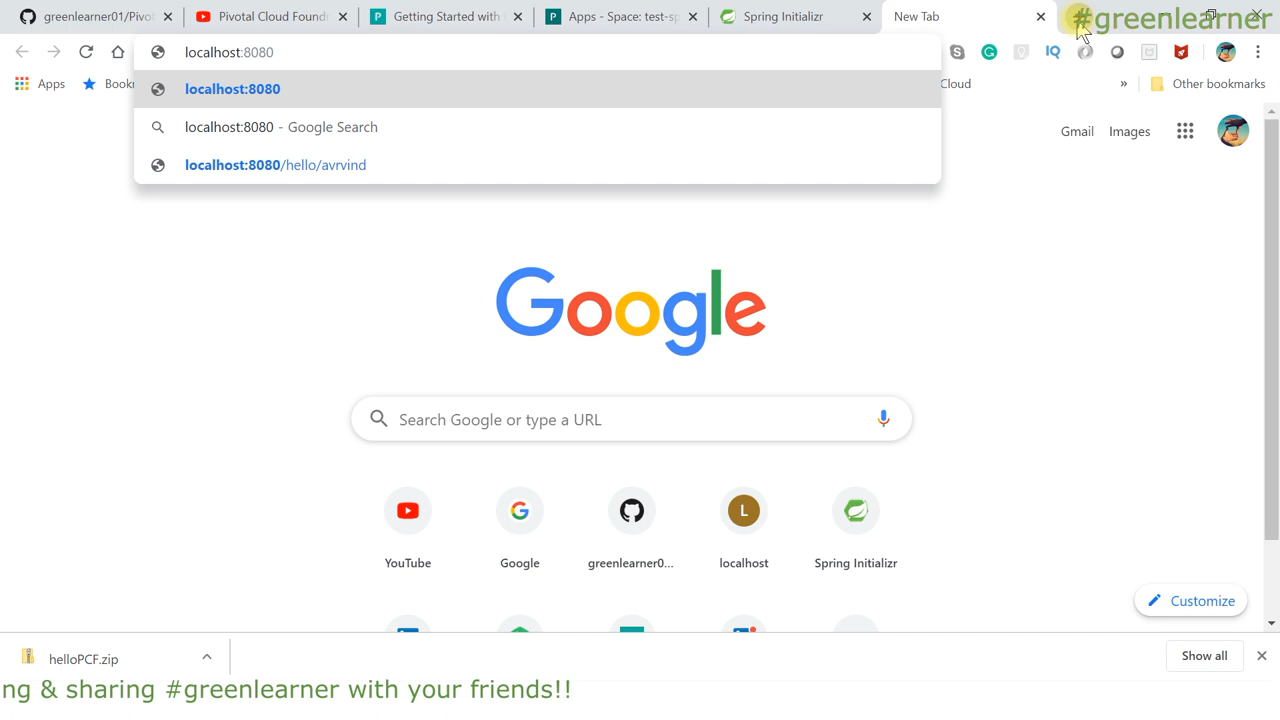 greenlearner01/Pivot
Pivotal Cloud Foundr
Getting Started with
Apps - Space: test-sp
Spring Initializr
New Tab
#greenlearner
localhost:8080
IQ
Apps
Bookr
Cloud
»
Other bookmarks
localhost:8080
localhost:8080 - Google Search
localhost:8080/hello/avrvind
Gmail
Images
Google
Search Google or type a URL
L
YouTube
Google
greenlearner0...
localhost
Spring Initializr
Customize
helloPCF.zip
Show all
ng & sharing #greenlearner with your friends!!